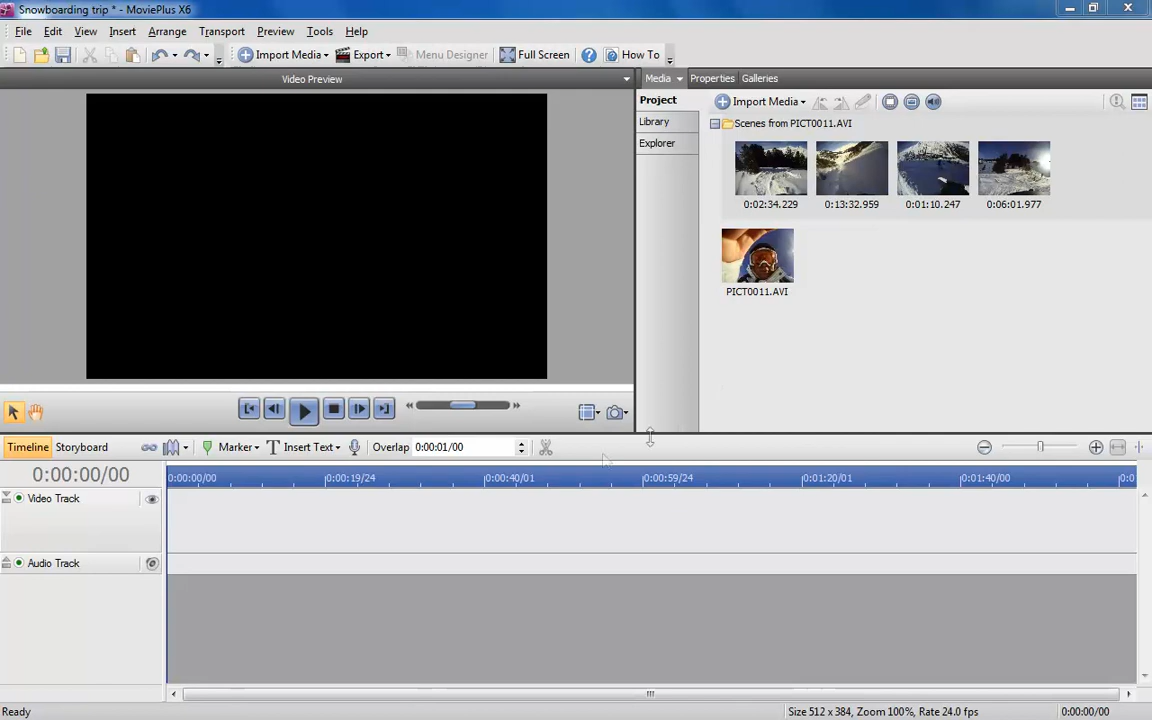 Snowboarding trip * - MoviePlus X6
File Edit View Insert Arrange Transport Preview Tools Help
Import Media Export Menu Designer Full Screen How To
Video Preview
Media Properties Galleries
Project
Library
Explorer
Import Media
Scenes from PICT0011.AVI
0:02:34.229 0:13:32.959 0:01:10.247 0:06:01.977
PICT0011.AVI
Timeline Storyboard Marker Insert Text Overlap 0:00:01/00
0:00:00/00
0:00:00/00 0:00:19/24 0:00:40/01 0:00:59/24 0:01:20/01 0:01:40/00 0:0
Video Track
Audio Track
Ready Size 512 x 384, Zoom 100%, Rate 24.0 fps 0:00:00/00